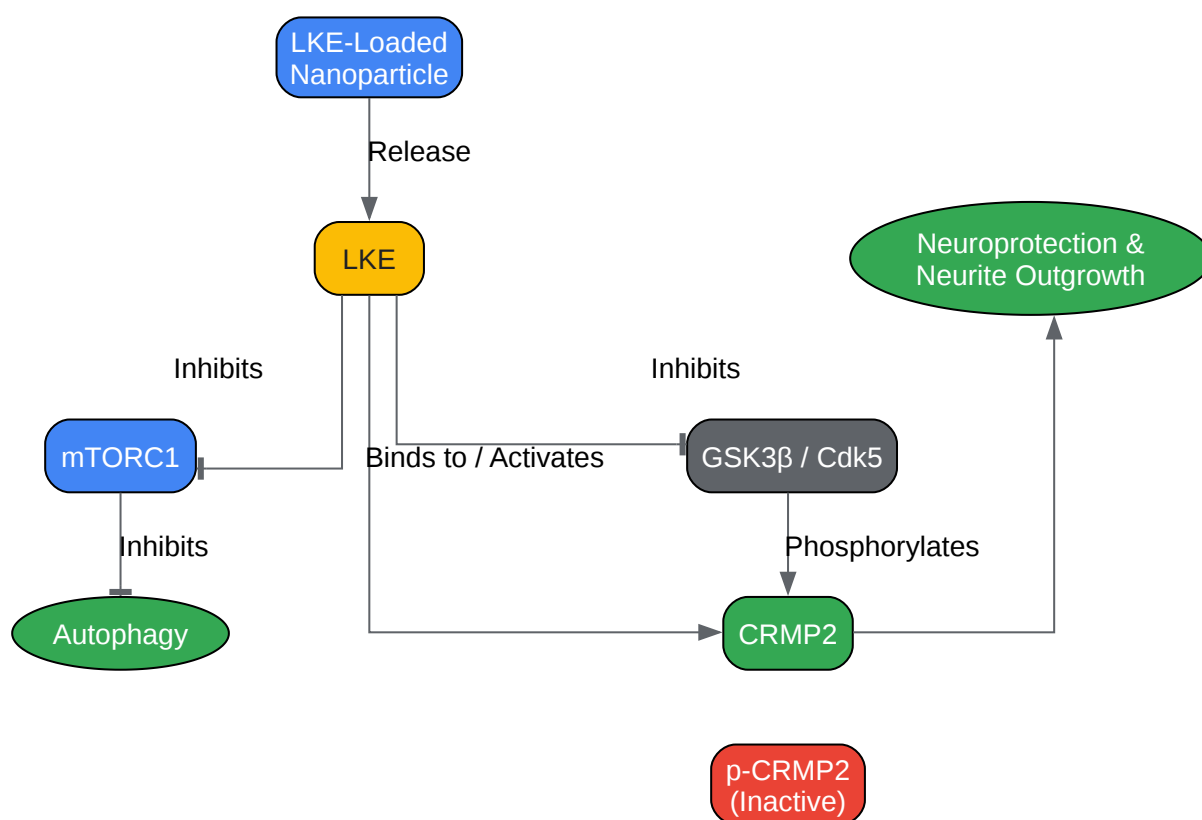 LKE-Loaded
Nanoparticle
Release
LKE
Neuroprotection &
Neurite Outgrowth
Inhibits
Inhibits
mTORC1
Binds to / Activates
GSK3β / Cdk5
Inhibits
Phosphorylates
Autophagy
CRMP2
p-CRMP2
(Inactive)